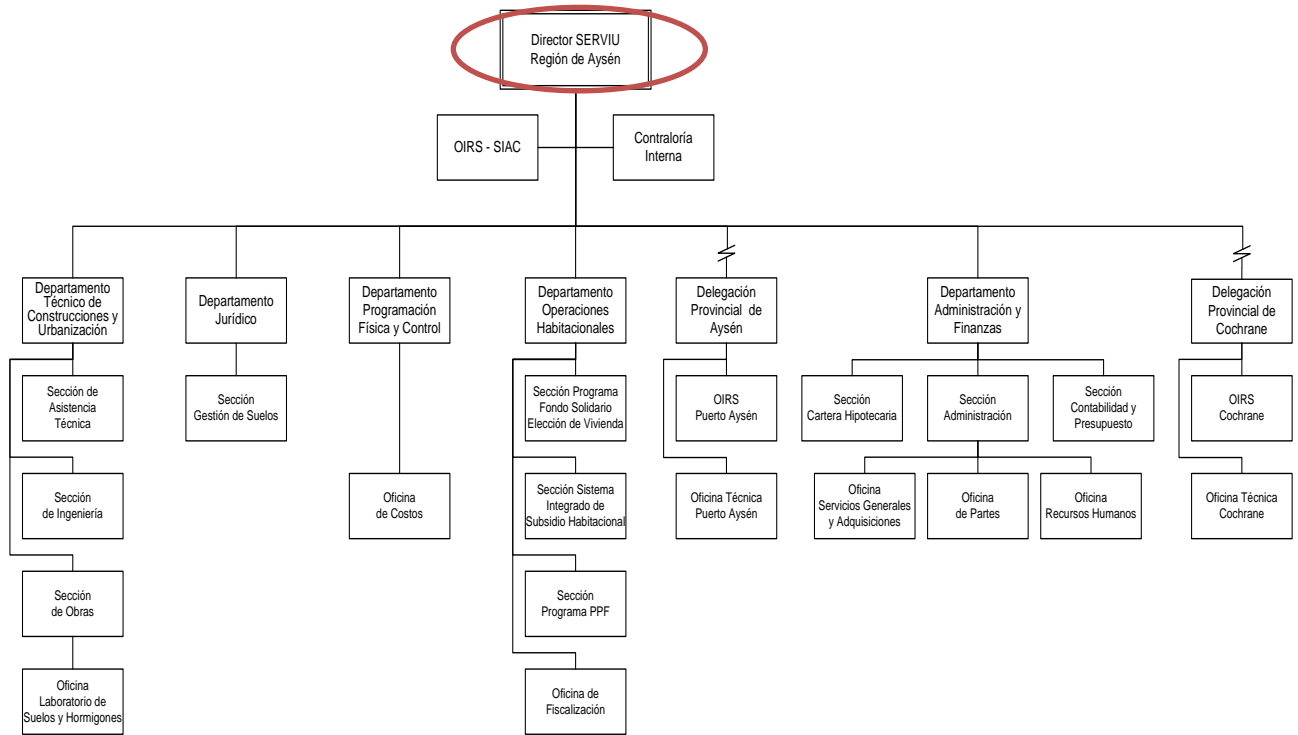 Director SERVIU
Región de Aysén
OIRS - SIAC
Contraloría
Interna
Departamento
Técnico de
Construcciones y
Urbanización
Departamento
Jurídico
Departamento
Programación
Física y Control
Departamento
Operaciones
Habitacionales
Delegación
Provincial de
Aysén
Departamento
Administración y
Finanzas
Delegación
Provincial de
Cochrane
Sección de
Asistencia
Técnica
Sección
Gestión de Suelos
Sección Programa
Fondo Solidario
Elección de Vivienda
OIRS
Puerto Aysén
Sección
Cartera Hipotecaria
Sección
Administración
Sección
Contabilidad y
Presupuesto
OIRS
Cochrane
Sección
de Ingeniería
Oficina
de Costos
Sección Sistema
Integrado de
Subsidio Habitacional
Oficina Técnica
Puerto Aysén
Oficina
Servicios Generales
y Adquisiciones
Oficina
de Partes
Oficina
Recursos Humanos
Oficina Técnica
Cochrane
Sección
de Obras
Sección
Programa PPF
Oficina
Laboratorio de
Suelos y Hormigones
Oficina de
Fiscalización